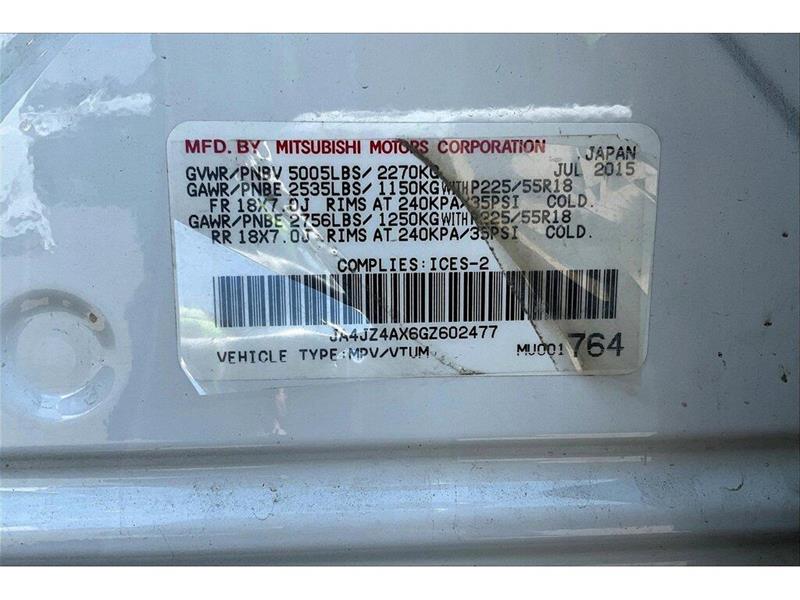 MFD. BY MITSUBISHI MOTORS CORPORATION JAPAN
GVWR/PNBV 5005LBS/2270KG JUL 2015
GAWR/PNBE 2535LBS/1150KG WITH P225/55R18
FR 18X7.0J RIMS AT 240KPA/35PSI COLD.
GAWR/PNBE 2756LBS/1250KG WITH P225/55R18
RR 18X7.0J RIMS AT 240KPA/35PSI COLD.
COMPLIES:ICES-2
JA4JZ4AX6GZ602477
VEHICLE TYPE:MPV/VTUM MU001 764